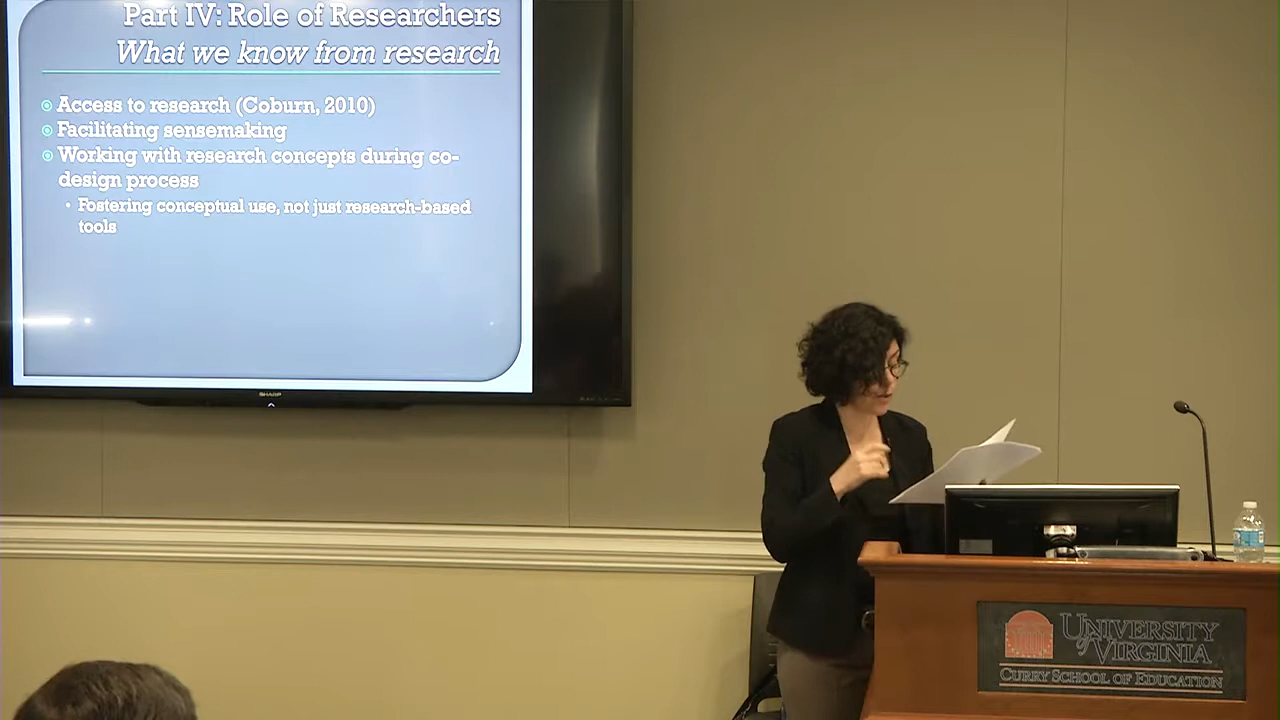 Part IV: Role of Researchers
What we know from research
Access to research (Coburn, 2010)
Facilitating sensemaking
Working with research concepts during co-
design process
Fostering conceptual use, not just research-based
tools
SHARP
UNIVERSITY
of VIRGINIA
CURRY SCHOOL OF EDUCATION